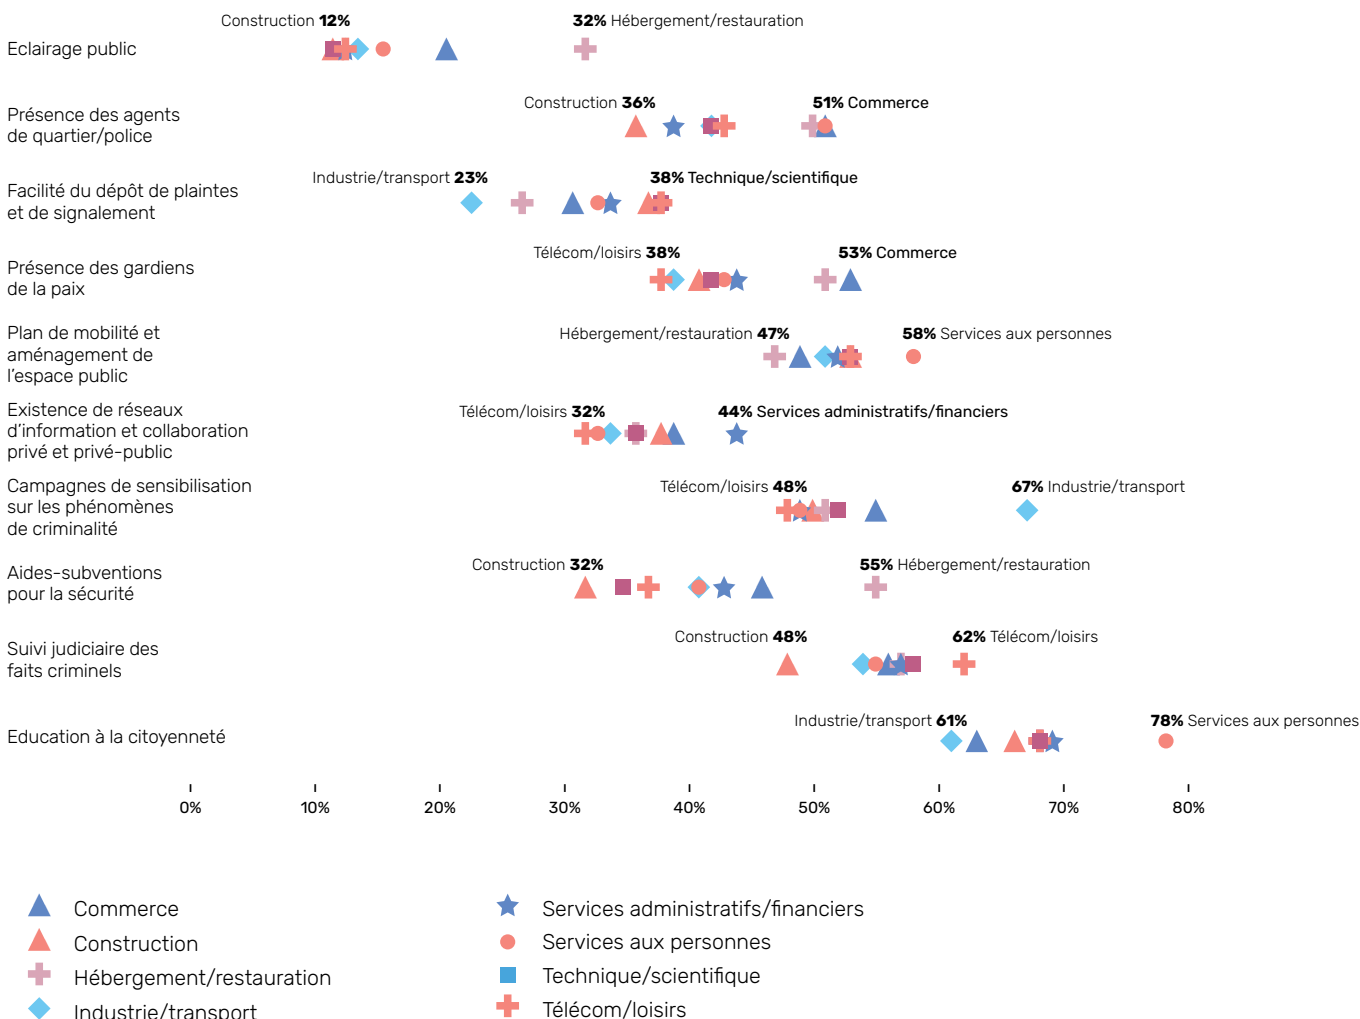 Construction 12%
32% Hébergement/restauration
Eclairage public
Construction 36%
51% Commerce
Présence des agents
de quartier/police
Industrie/transport 23%
38% Technique/scientifique
Facilité du dépôt de plaintes
et de signalement
Télécom/loisirs 38%
53% Commerce
Présence des gardiens
de la paix
Hébergement/restauration 47%
58% Services aux personnes
Plan de mobilité et
aménagement de
l'espace public
Télécom/loisirs 32%
44% Services administratifs/financiers
Existence de réseaux
d'information et collaboration
privé et privé-public
Télécom/loisirs 48%
67% Industrie/transport
Campagnes de sensibilisation
sur les phénomènes
de criminalité
Construction 32%
55% Hébergement/restauration
Aides-subventions
pour la sécurité
Construction 48%
62% Télécom/loisirs
Suivi judiciaire des
faits criminels
Industrie/transport 61%
78% Services aux personnes
Education à la citoyenneté
0% 10% 20% 30% 40% 50% 60% 70% 80%
Commerce
Construction
Hébergement/restauration
Industrie/transport
Services administratifs/financiers
Services aux personnes
Technique/scientifique
Télécom/loisirs